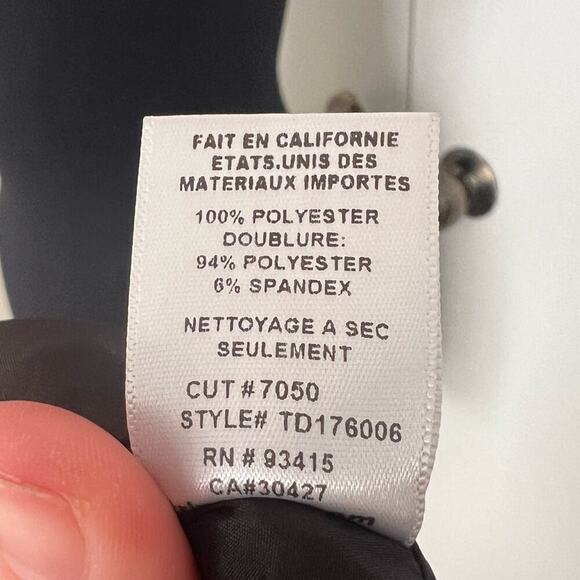 FAIT EN CALIFORNIE
ETATS.UNIS DES
MATERIAUX IMPORTES
100% POLYESTER
DOUBLURE:
94% POLYESTER
6% SPANDEX
NETTOYAGE A SEC
SEULEMENT
CUT # 7050
STYLE# TD176006
RN # 93415
CA#30427